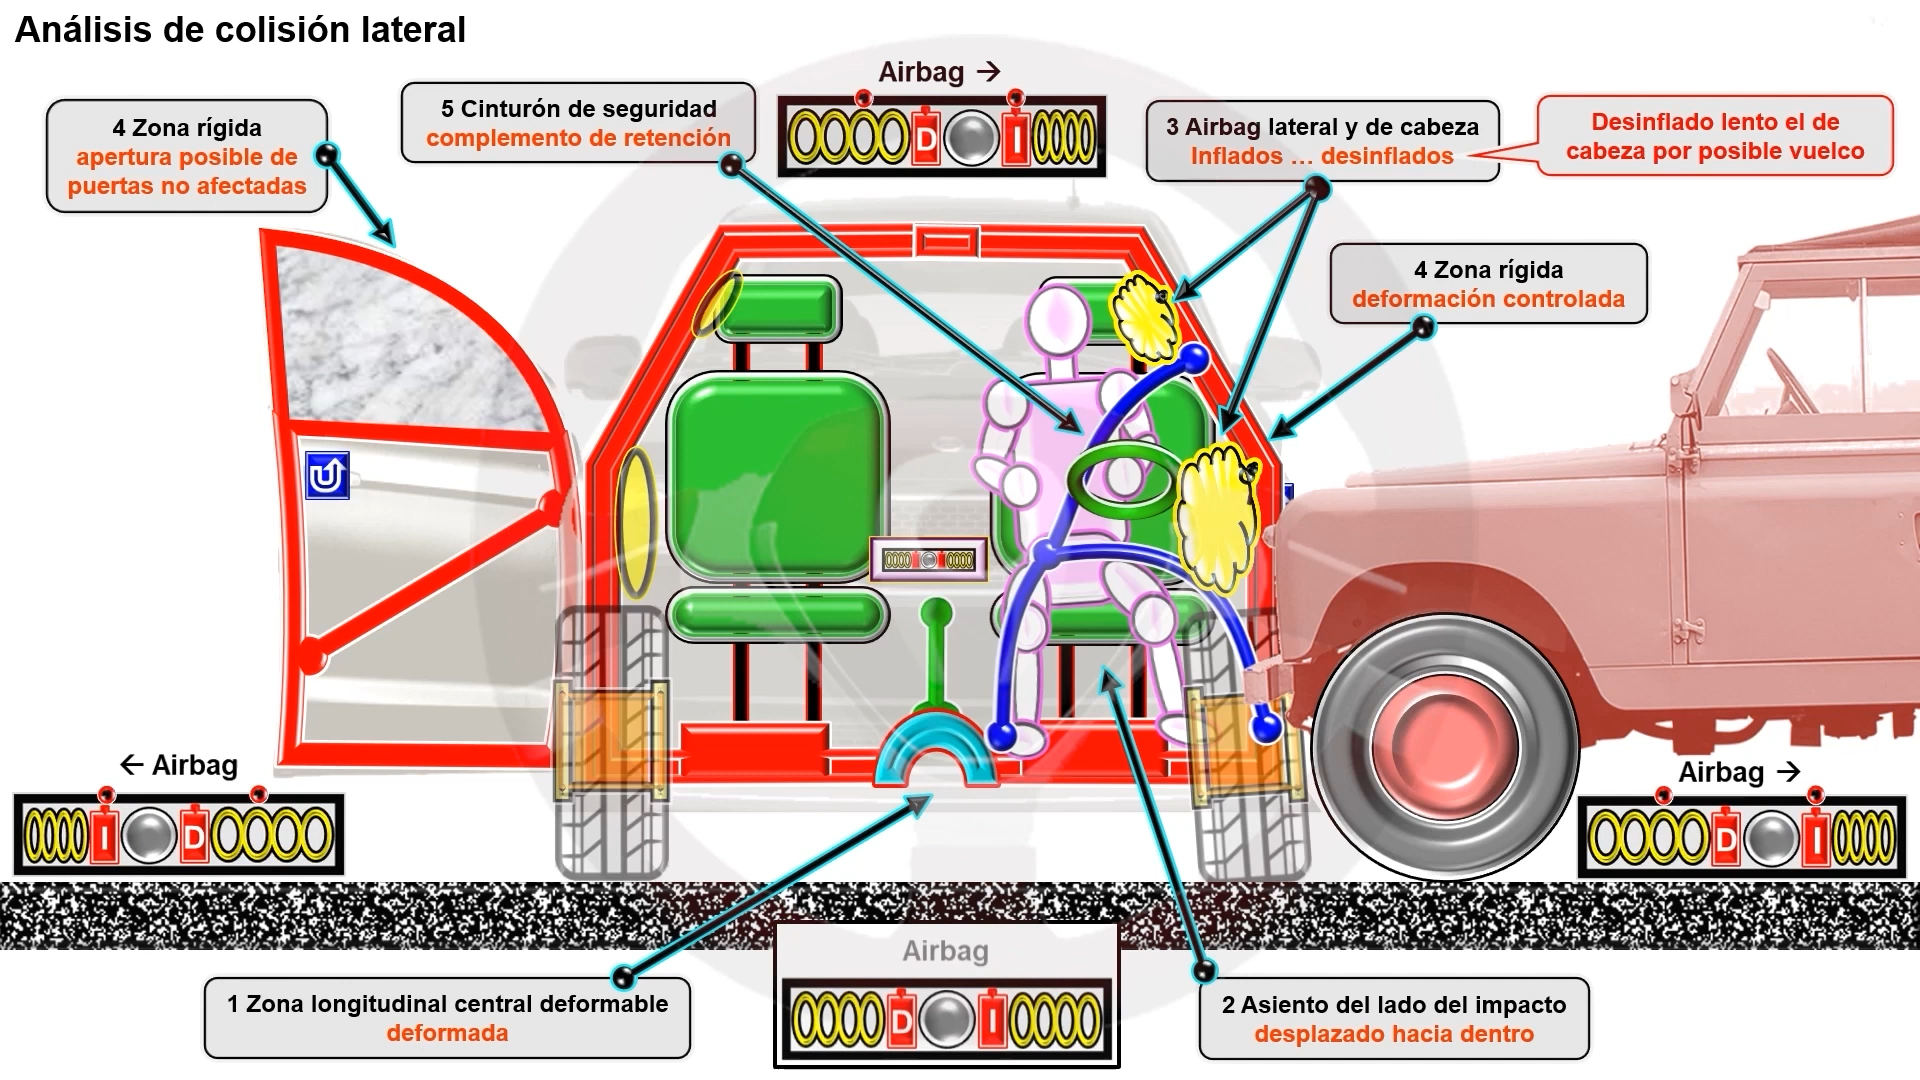 Análisis de colisión lateral
Airbag →
4 Zona rígida
apertura posible de
puertas no afectadas
5 Cinturón de seguridad
complemento de retención
D I
3 Airbag lateral y de cabeza
Inflados ... desinflados
Desinflado lento el de
cabeza por posible vuelco
4 Zona rígida
deformación controlada
← Airbag
I D
Airbag →
D I
Airbag
D I
1 Zona longitudinal central deformable
deformada
2 Asiento del lado del impacto
desplazado hacia dentro